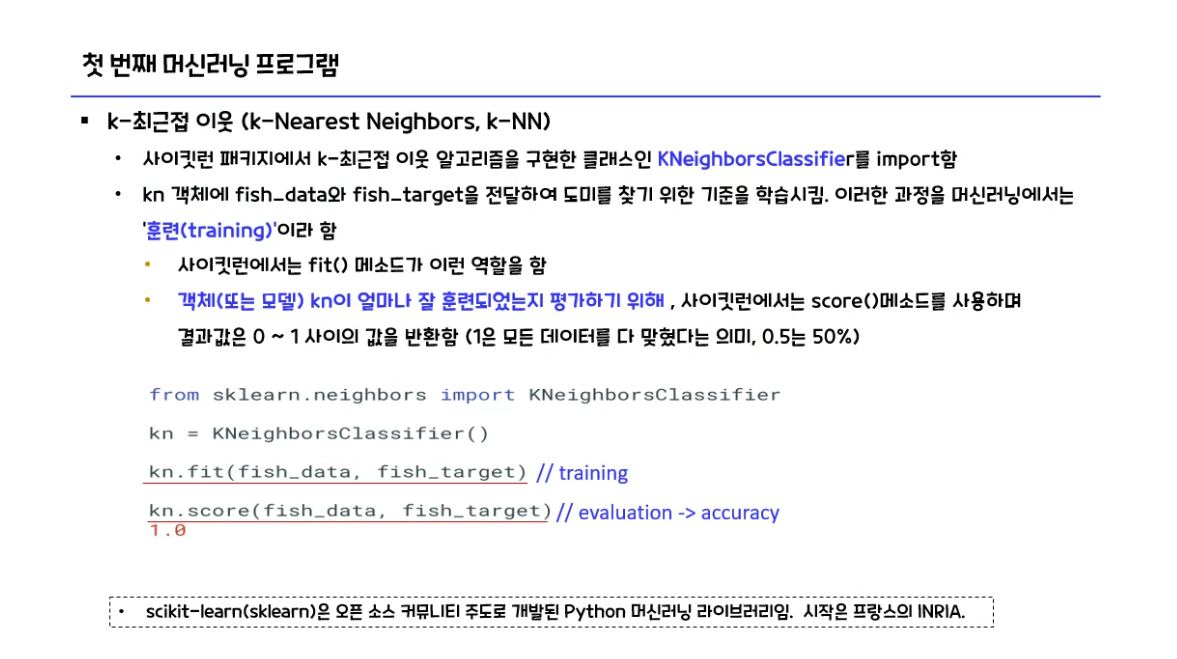 첫 번째 머신러닝 프로그램
▪ k-최근접 이웃 (k-Nearest Neighbors, k-NN)
• 사이킷런 패키지에서 k-최근접 이웃 알고리즘을 구현한 클래스인 KNeighborsClassifier를 import함
• kn 객체에 fish_data와 fish_target을 전달하여 도미를 찾기 위한 기준을 학습시킴. 이러한 과정을 머신러닝에서는
'훈련(training)'이라 함
• 사이킷런에서는 fit() 메소드가 이런 역할을 함
• 객체(또는 모델) kn이 얼마나 잘 훈련되었는지 평가하기 위해 , 사이킷런에서는 score()메소드를 사용하며
결과값은 0 ~ 1 사이의 값을 반환함 (1은 모든 데이터를 다 맞혔다는 의미, 0.5는 50%)
from sklearn.neighbors import KNeighborsClassifier
kn = KNeighborsClassifier()
kn.fit(fish_data, fish_target) // training
kn.score(fish_data, fish_target) // evaluation -> accuracy
1.0
• scikit-learn(sklearn)은 오픈 소스 커뮤니티 주도로 개발된 Python 머신러닝 라이브러리임. 시작은 프랑스의 INRIA.